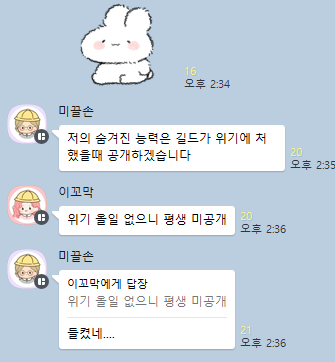 16
오후 2:34
미끌손
저의 숨겨진 능력은 길드가 위기에 처
했을때 공개하겠습니다
20
오후 2:35
이꼬막
위기 올일 없으니 평생 미공개
20
오후 2:36
미끌손
이꼬막에게 답장
위기 올일 없으니 평생 미공개
들켰네....
21
오후 2:36